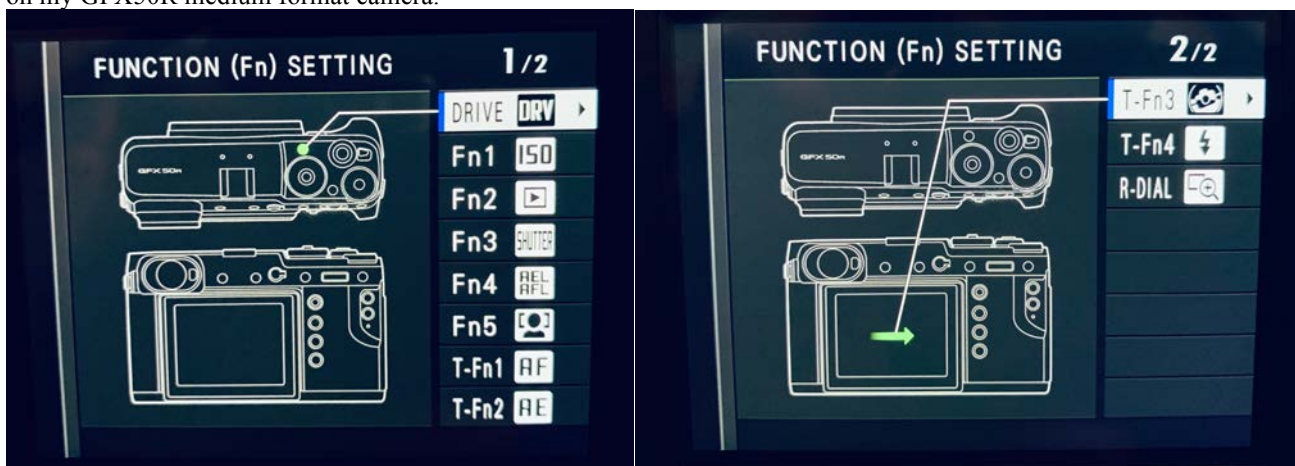 on my GFX50R medium format camera.
FUNCTION (Fn) SETTING 1/2
DRIVE DRV
Fn1 ISO
Fn2
Fn3 SHUTTER
Fn4 AEL AFL
Fn5
T-Fn1 AF
T-Fn2 AE
GFX 50R
FUNCTION (Fn) SETTING 2/2
T-Fn3
T-Fn4
R-DIAL
GFX 50R